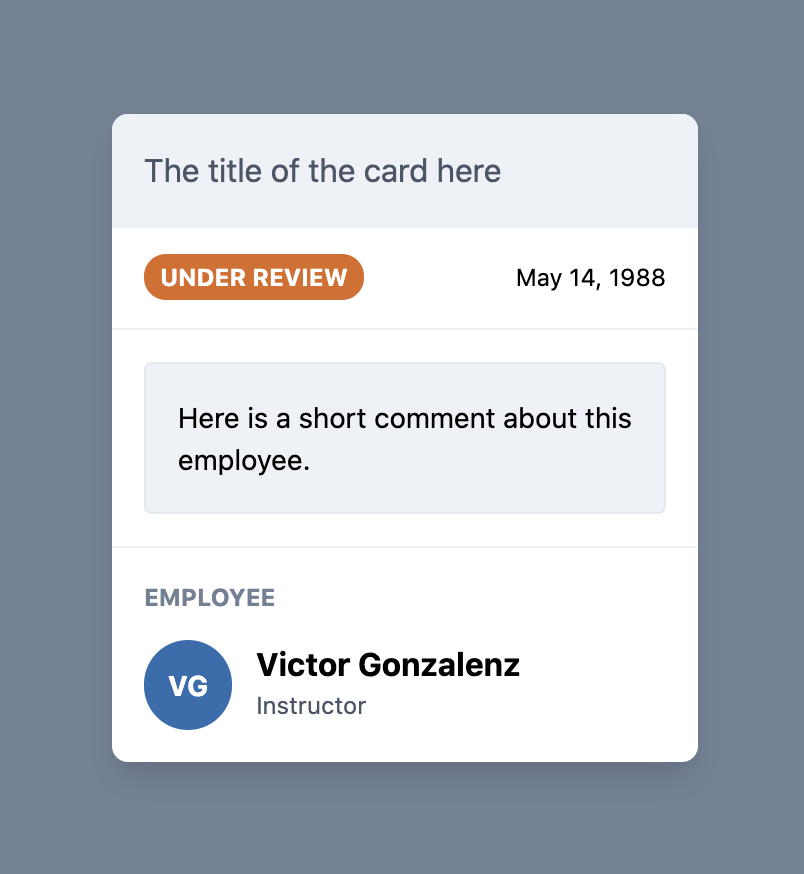 The title of the card here
UNDER REVIEW
May 14, 1988
Here is a short comment about this
employee.
EMPLOYEE
VG
Victor Gonzalenz
Instructor